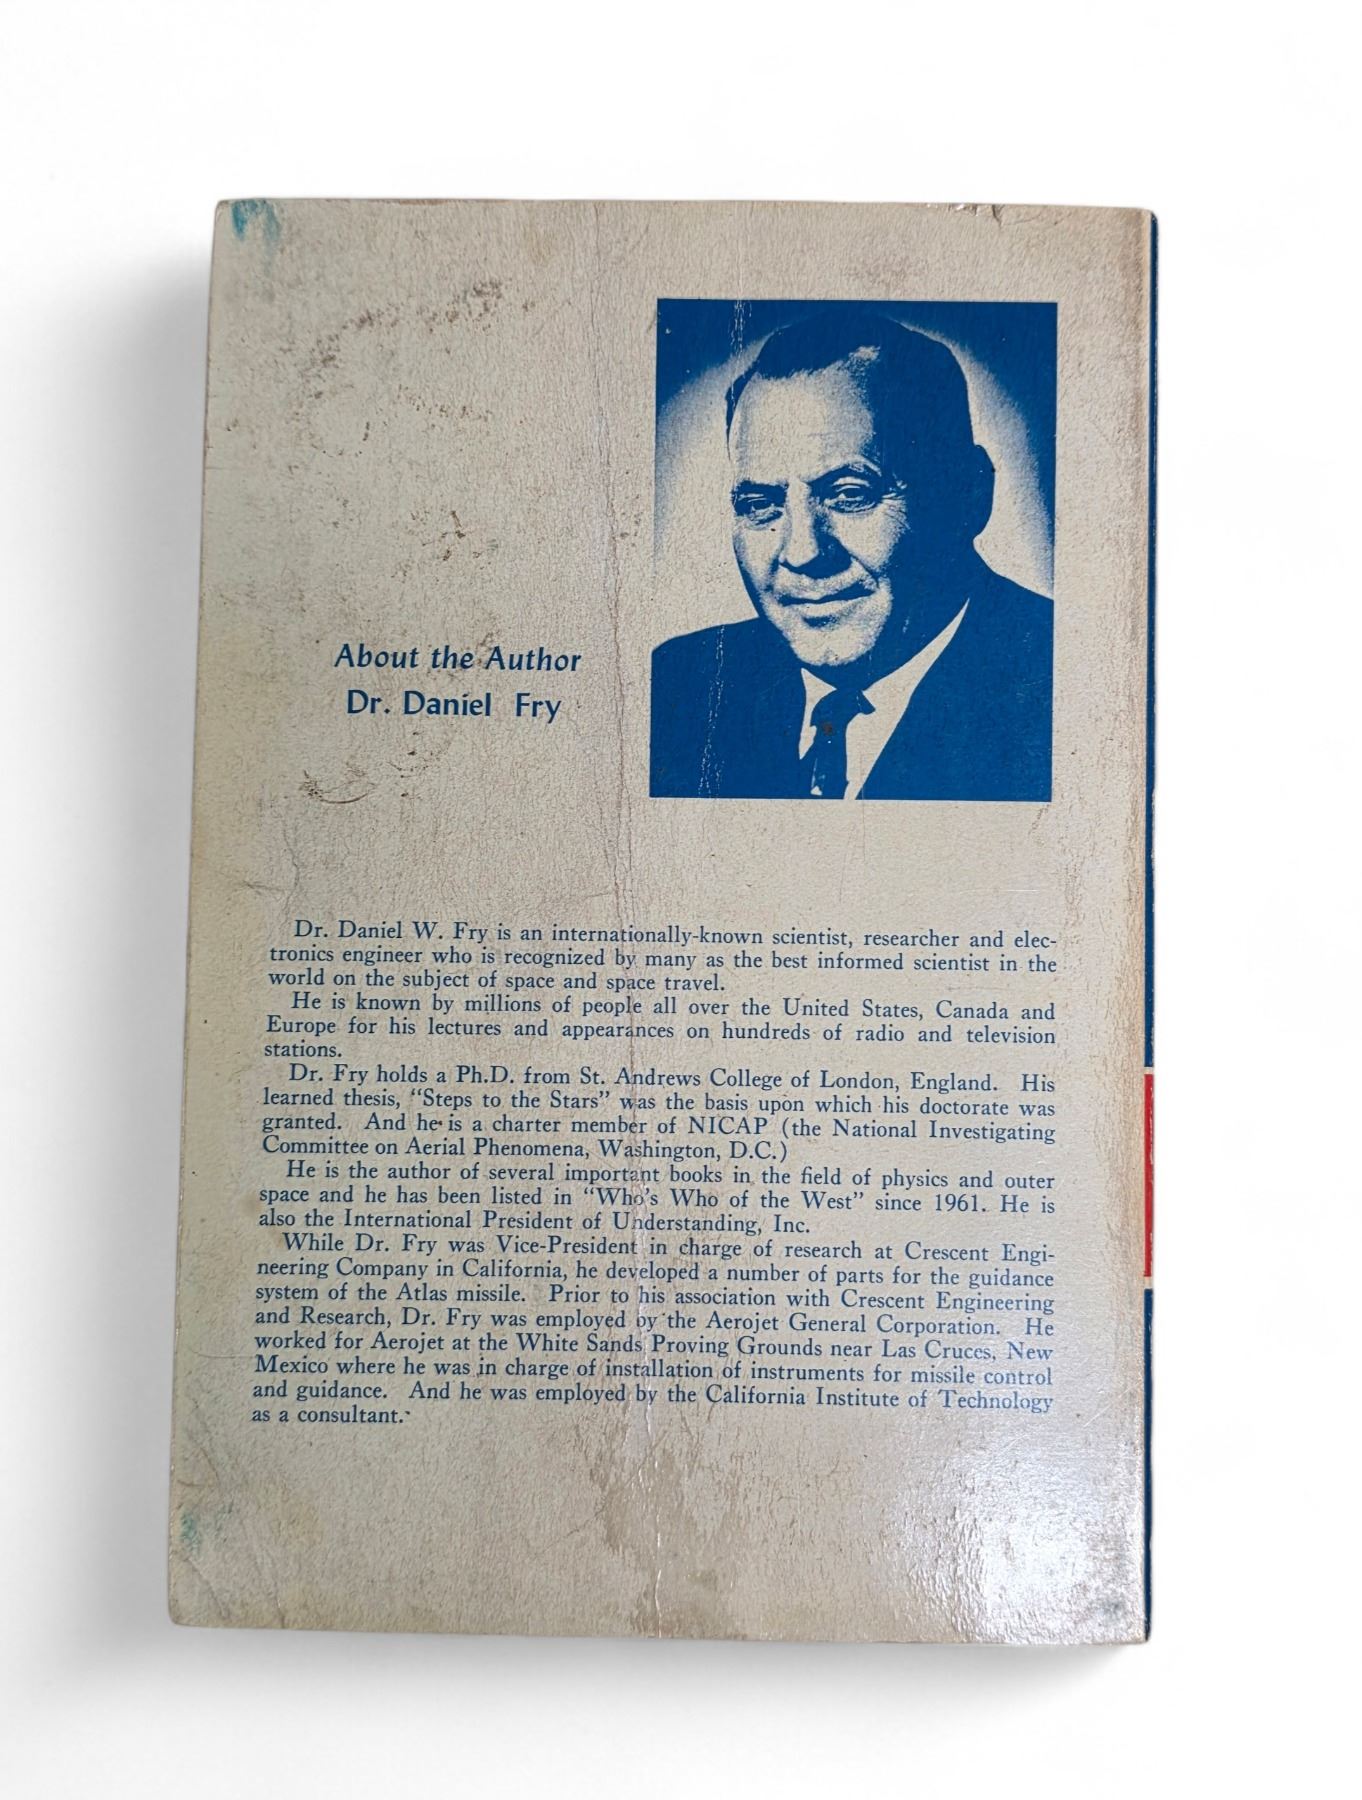 About the Author
Dr. Daniel Fry
Dr. Daniel W. Fry is an internationally-known scientist, researcher and elec-
tronics engineer who is recognized by many as the best informed scientist in the
world on the subject of space and space travel.
He is known by millions of people all over the United States, Canada and
Europe for his lectures and appearances on hundreds of radio and television
stations.
Dr. Fry holds a Ph.D. from St. Andrews College of London, England. His
learned thesis, "Steps to the Stars" was the basis upon which his doctorate was
granted. And he is a charter member of NICAP (the National Investigating
Committee on Aerial Phenomena, Washington, D.C.)
He is the author of several important books in the field of physics and outer
space and he has been listed in "Who's Who of the West" since 1961. He is
also the International President of Understanding, Inc.
While Dr. Fry was Vice-President in charge of research at Crescent Engi-
neering Company in California, he developed a number of parts for the guidance
system of the Atlas missile. Prior to his association with Crescent Engineering
and Research, Dr. Fry was employed by the Aerojet General Corporation. He
worked for Aerojet at the White Sands Proving Grounds near Las Cruces, New
Mexico where he was in charge of installation of instruments for missile control
and guidance. And he was employed by the California Institute of Technology
as a consultant.